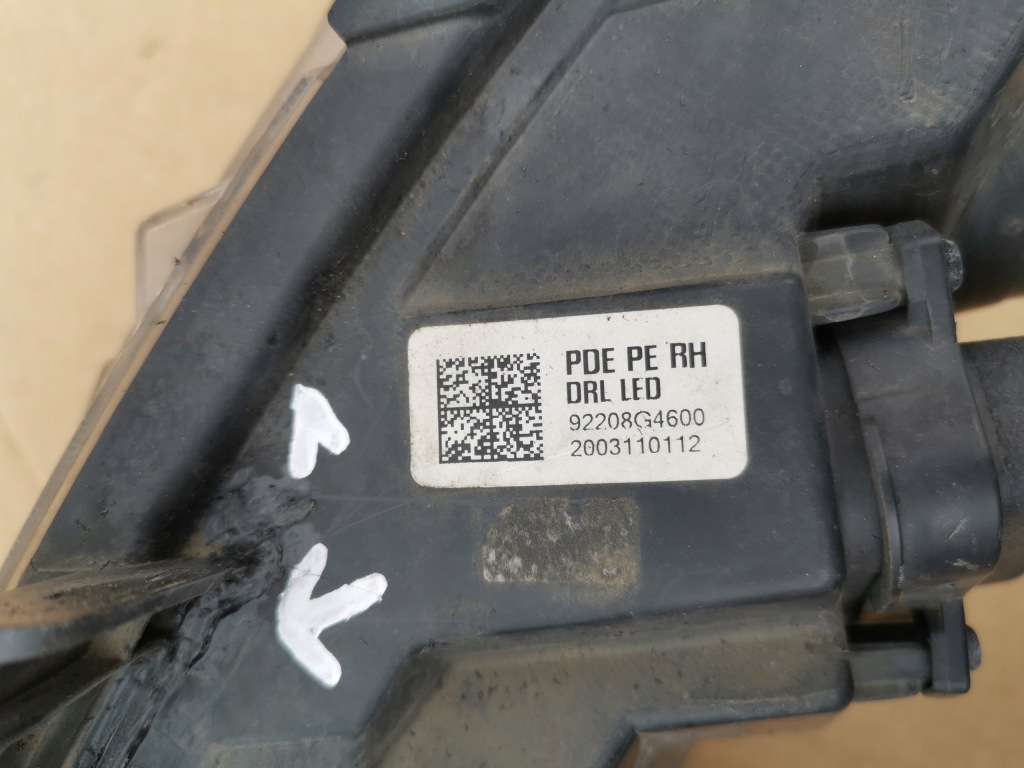 PDE PE RH
DRL LED
92208G4600
2003110112